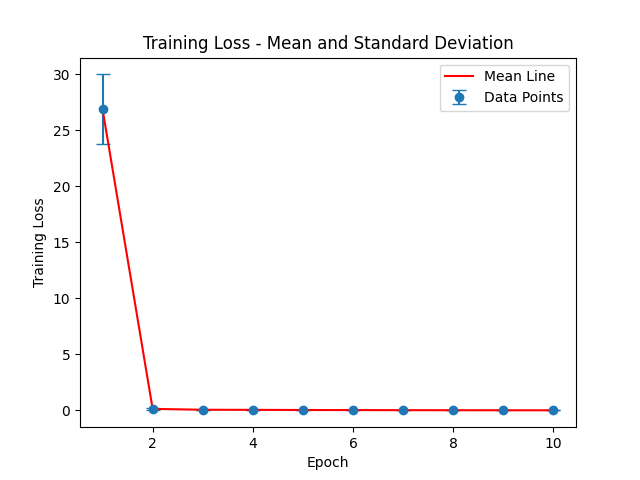 Training Loss - Mean and Standard Deviation
Mean Line
Data Points
Training Loss
30
25
20
15
10
5
0
2
4
6
8
10
Epoch